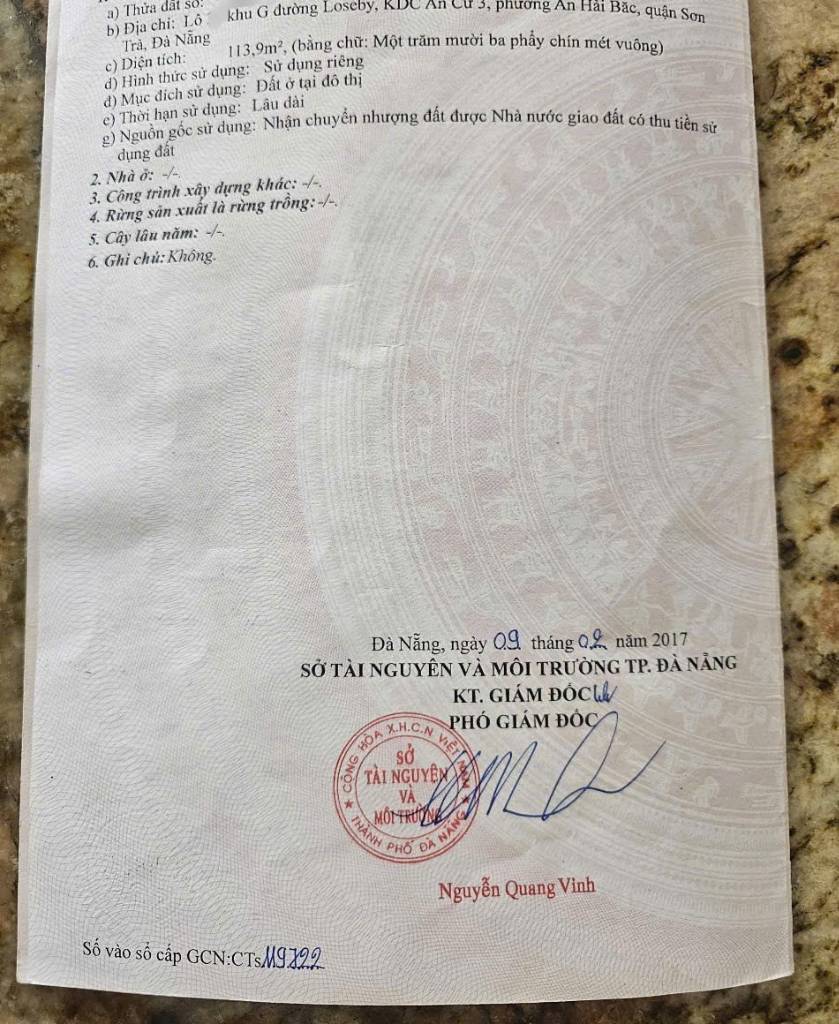 a) Thửa đất số:
b) Địa chỉ: Lô khu G đường Loseby, KDC An Cư 3, phường An Hải Bắc, quận Sơn
Trà, Đà Nẵng
c) Diện tích: 113,9m², (bằng chữ: Một trăm mười ba phẩy chín mét vuông)
d) Hình thức sử dụng: Sử dụng riêng
đ) Mục đích sử dụng: Đất ở tại đô thị
e) Thời hạn sử dụng: Lâu dài
g) Nguồn gốc sử dụng: Nhận chuyển nhượng đất được Nhà nước giao đất có thu tiền sử
dụng đất
2. Nhà ở: -/-.
3. Công trình xây dựng khác: -/-.
4. Rừng sản xuất là rừng trồng: -/-.
5. Cây lâu năm: -/-.
6. Ghi chú: Không.
Đà Nẵng, ngày 09 tháng 02 năm 2017
SỞ TÀI NGUYÊN VÀ MÔI TRƯỜNG TP. ĐÀ NẴNG
KT. GIÁM ĐỐC
PHÓ GIÁM ĐỐC
CỘNG HÒA X.H.C.N VIỆT NAM
SỞ
TÀI NGUYÊN
VÀ
MÔI TRƯỜNG
THÀNH PHỐ ĐÀ NẴNG
Nguyễn Quang Vinh
Số vào sổ cấp GCN:CTs